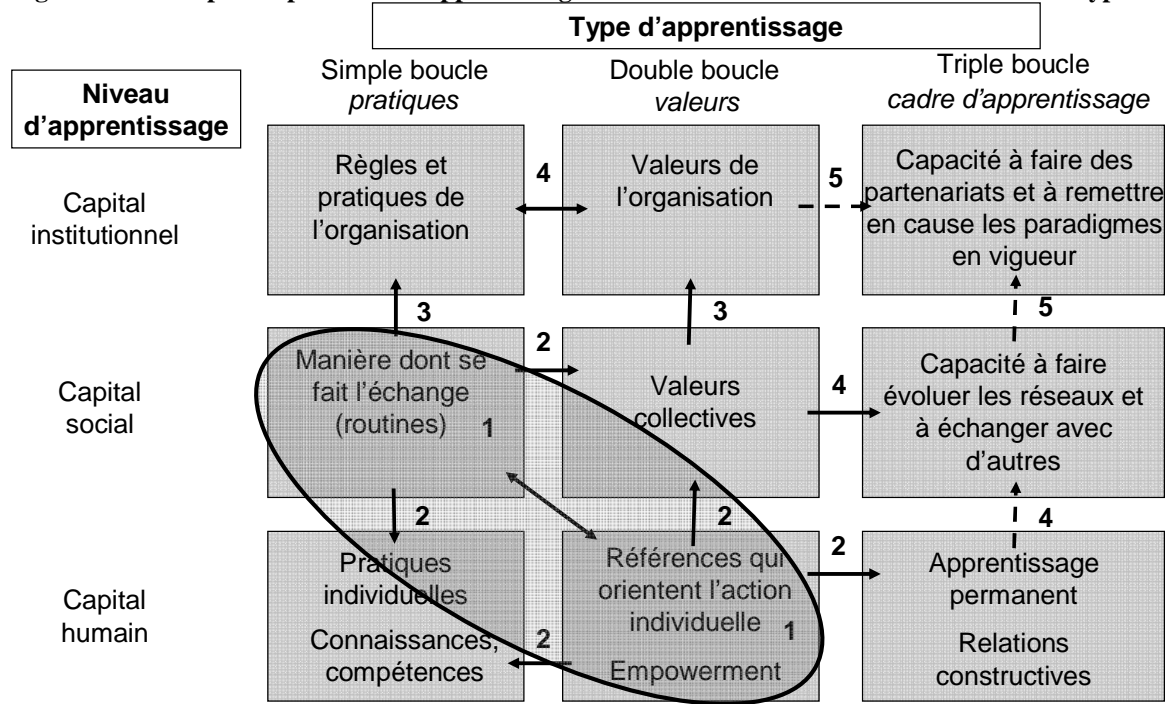 Type d'apprentissage
Niveau
d'apprentissage
Simple boucle
pratiques
Double boucle
valeurs
Triple boucle
cadre d'apprentissage
Capital
institutionnel
Règles et
pratiques de
l'organisation
4
Valeurs de
l'organisation
5
Capacité à faire des
partenariats et à remettre
en cause les paradigmes
en vigueur
3
3
5
Capital
social
Manière dont se
fait l'échange
(routines)
1
2
Valeurs
collectives
4
Capacité à faire
évoluer les réseaux et
à échanger avec
d'autres
2
2
4
Capital
humain
Pratiques
individuelles
Connaissances,
compétences
2
Références qui
orientent l'action
individuelle
1
Empowerment
2
Apprentissage
permanent
Relations
constructives